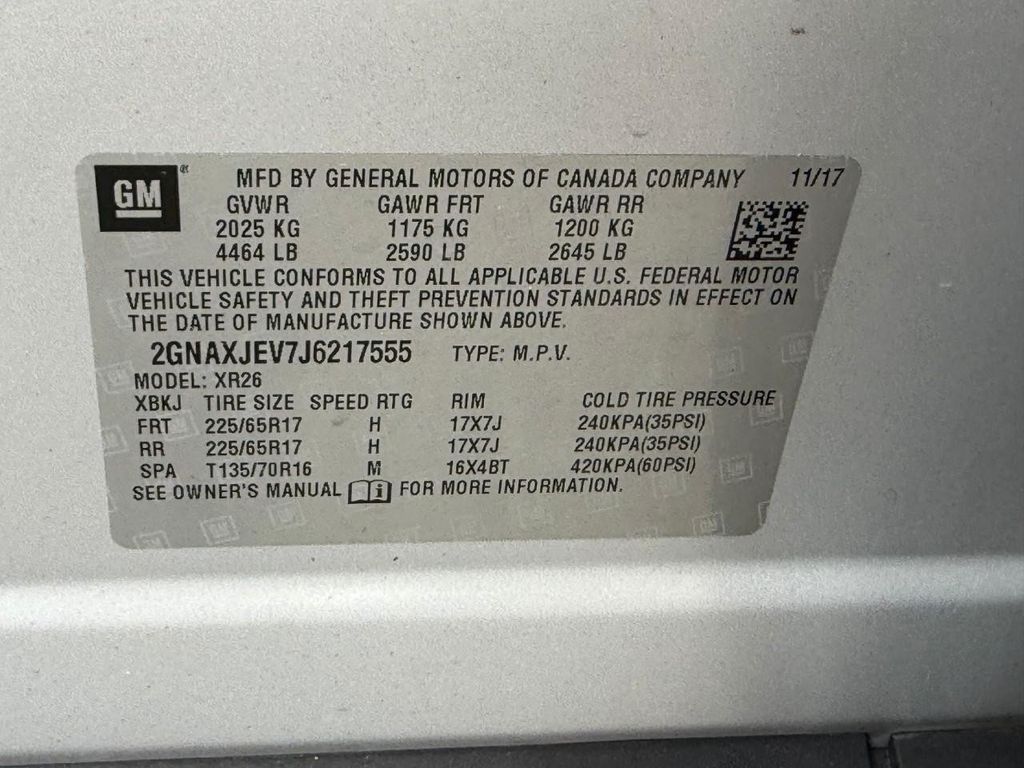 GM ® MFD BY GENERAL MOTORS OF CANADA COMPANY 11/17
GVWR GAWR FRT GAWR RR
2025 KG 1175 KG 1200 KG
4464 LB 2590 LB 2645 LB
THIS VEHICLE CONFORMS TO ALL APPLICABLE U.S. FEDERAL MOTOR
VEHICLE SAFETY AND THEFT PREVENTION STANDARDS IN EFFECT ON
THE DATE OF MANUFACTURE SHOWN ABOVE.
2GNAXJEV7J6217555 TYPE: M.P.V.
MODEL: XR26
XBKJ TIRE SIZE SPEED RTG RIM COLD TIRE PRESSURE
FRT 225/65R17 H 17X7J 240KPA(35PSI)
RR 225/65R17 H 17X7J 240KPA(35PSI)
SPA T135/70R16 M 16X4BT 420KPA(60PSI)
SEE OWNER'S MANUAL FOR MORE INFORMATION.